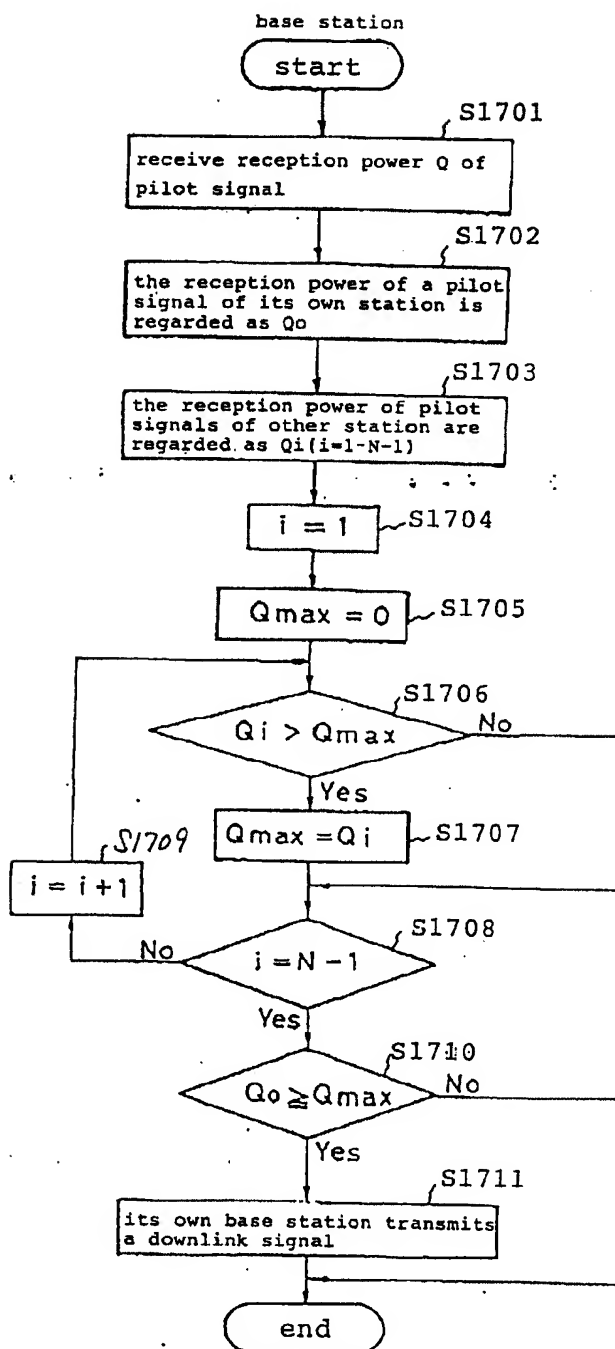 base station
start
S1701
receive reception power Q of
pilot signal
S1702
the reception power of a pilot
signal of its own station is
regarded as Qo
S1703
the reception power of pilot
signals of other station are
regarded as Qi(i=1-N-1)
i = 1
S1704
Qmax = 0
S1705
S1706
Qi > Qmax
No
Yes
Qmax = Qi
S1707
S1709
i = i+1
S1708
i = N-1
No
Yes
S1710
Qo ≧ Qmax
No
Yes
S1711
its own base station transmits
a downlink signal
end